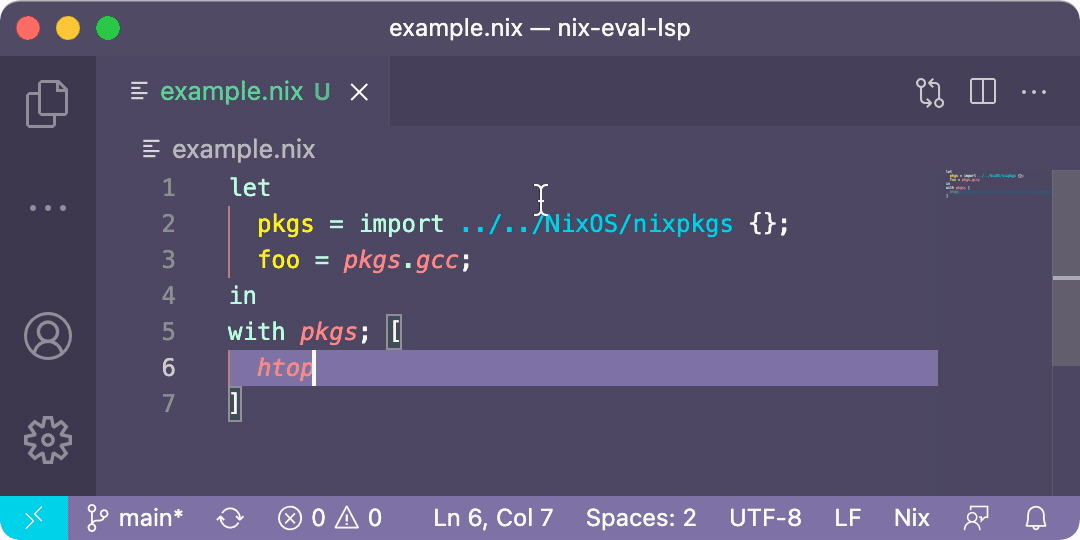 example.nix — nix-eval-lsp
example.nix U
example.nix
1 let
2   pkgs = import ../../NixOS/nixpkgs {};
3   foo = pkgs.gcc;
4 in
5 with pkgs; [
6   htop
7 ]
main* 0 0 Ln 6, Col 7 Spaces: 2 UTF-8 LF Nix